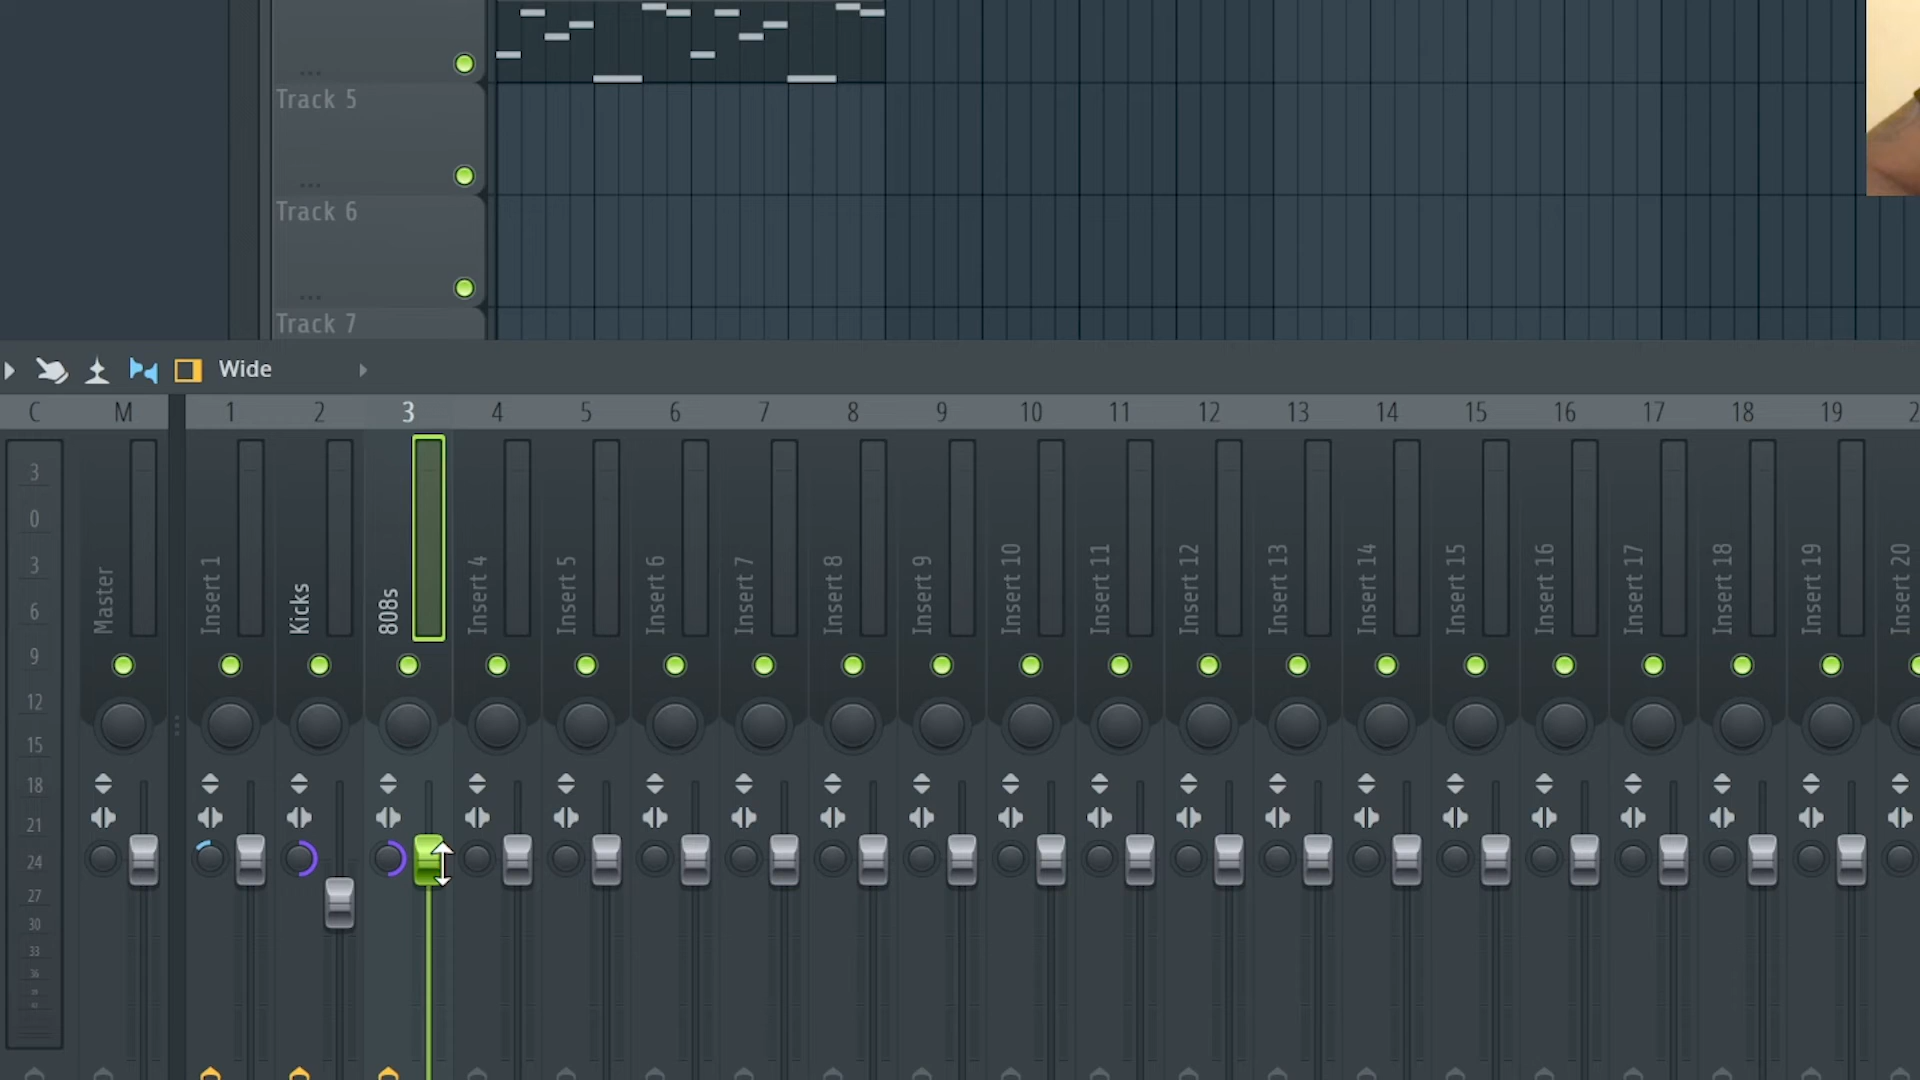 Track 5
Track 6
Track 7
Wide
C M 1 2 3 4 5 6 7 8 9 10 11 12 13 14 15 16 17 18 19
3
0
3
6
9
12
15
18
21
24
27
30
33
36
Master
Insert 1
Kicks
808s
Insert 4
Insert 5
Insert 6
Insert 7
Insert 8
Insert 9
Insert 10
Insert 11
Insert 12
Insert 13
Insert 14
Insert 15
Insert 16
Insert 17
Insert 18
Insert 19
Insert 20